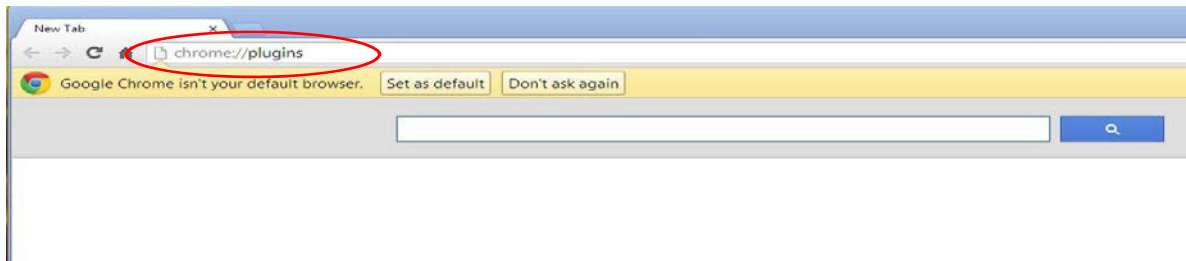 New Tab
chrome://plugins
Google Chrome isn't your default browser. Set as default Don't ask again